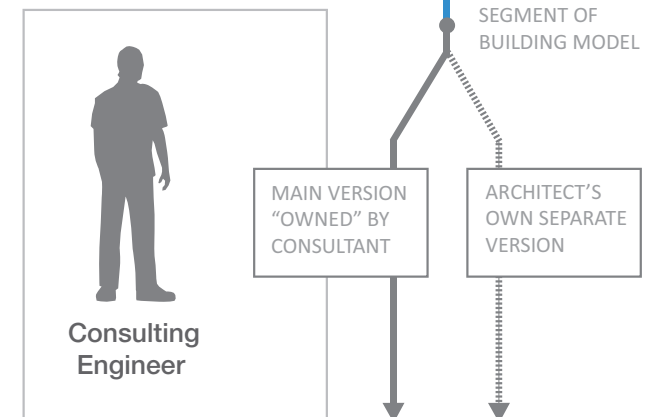 SEGMENT OF
BUILDING MODEL
MAIN VERSION
“OWNED” BY
CONSULTANT
ARCHITECT’S
OWN SEPARATE
VERSION
Consulting
Engineer